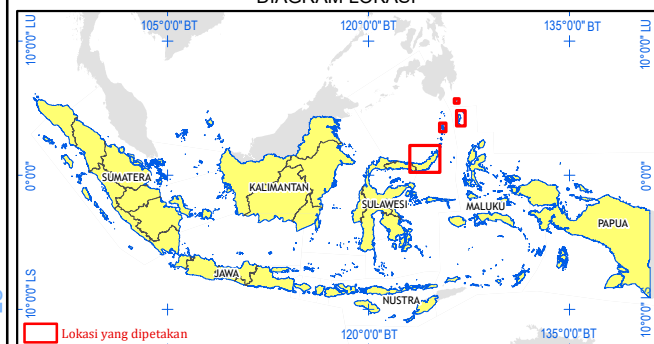 DIAGRAM LOKASI
105°0'0" BT
120°0'0" BT
135°0'0" BT
10°0'0" LU
10°0'0" LU
SUMATERA
KALIMANTAN
SULAWESI
MALUKU
PAPUA
0°0'0"
0°0'0"
JAWA
NUSTRA
10°0'0" LS
10°0'0" LS
Lokasi yang dipetakan
120°0'0" BT
135°0'0" BT